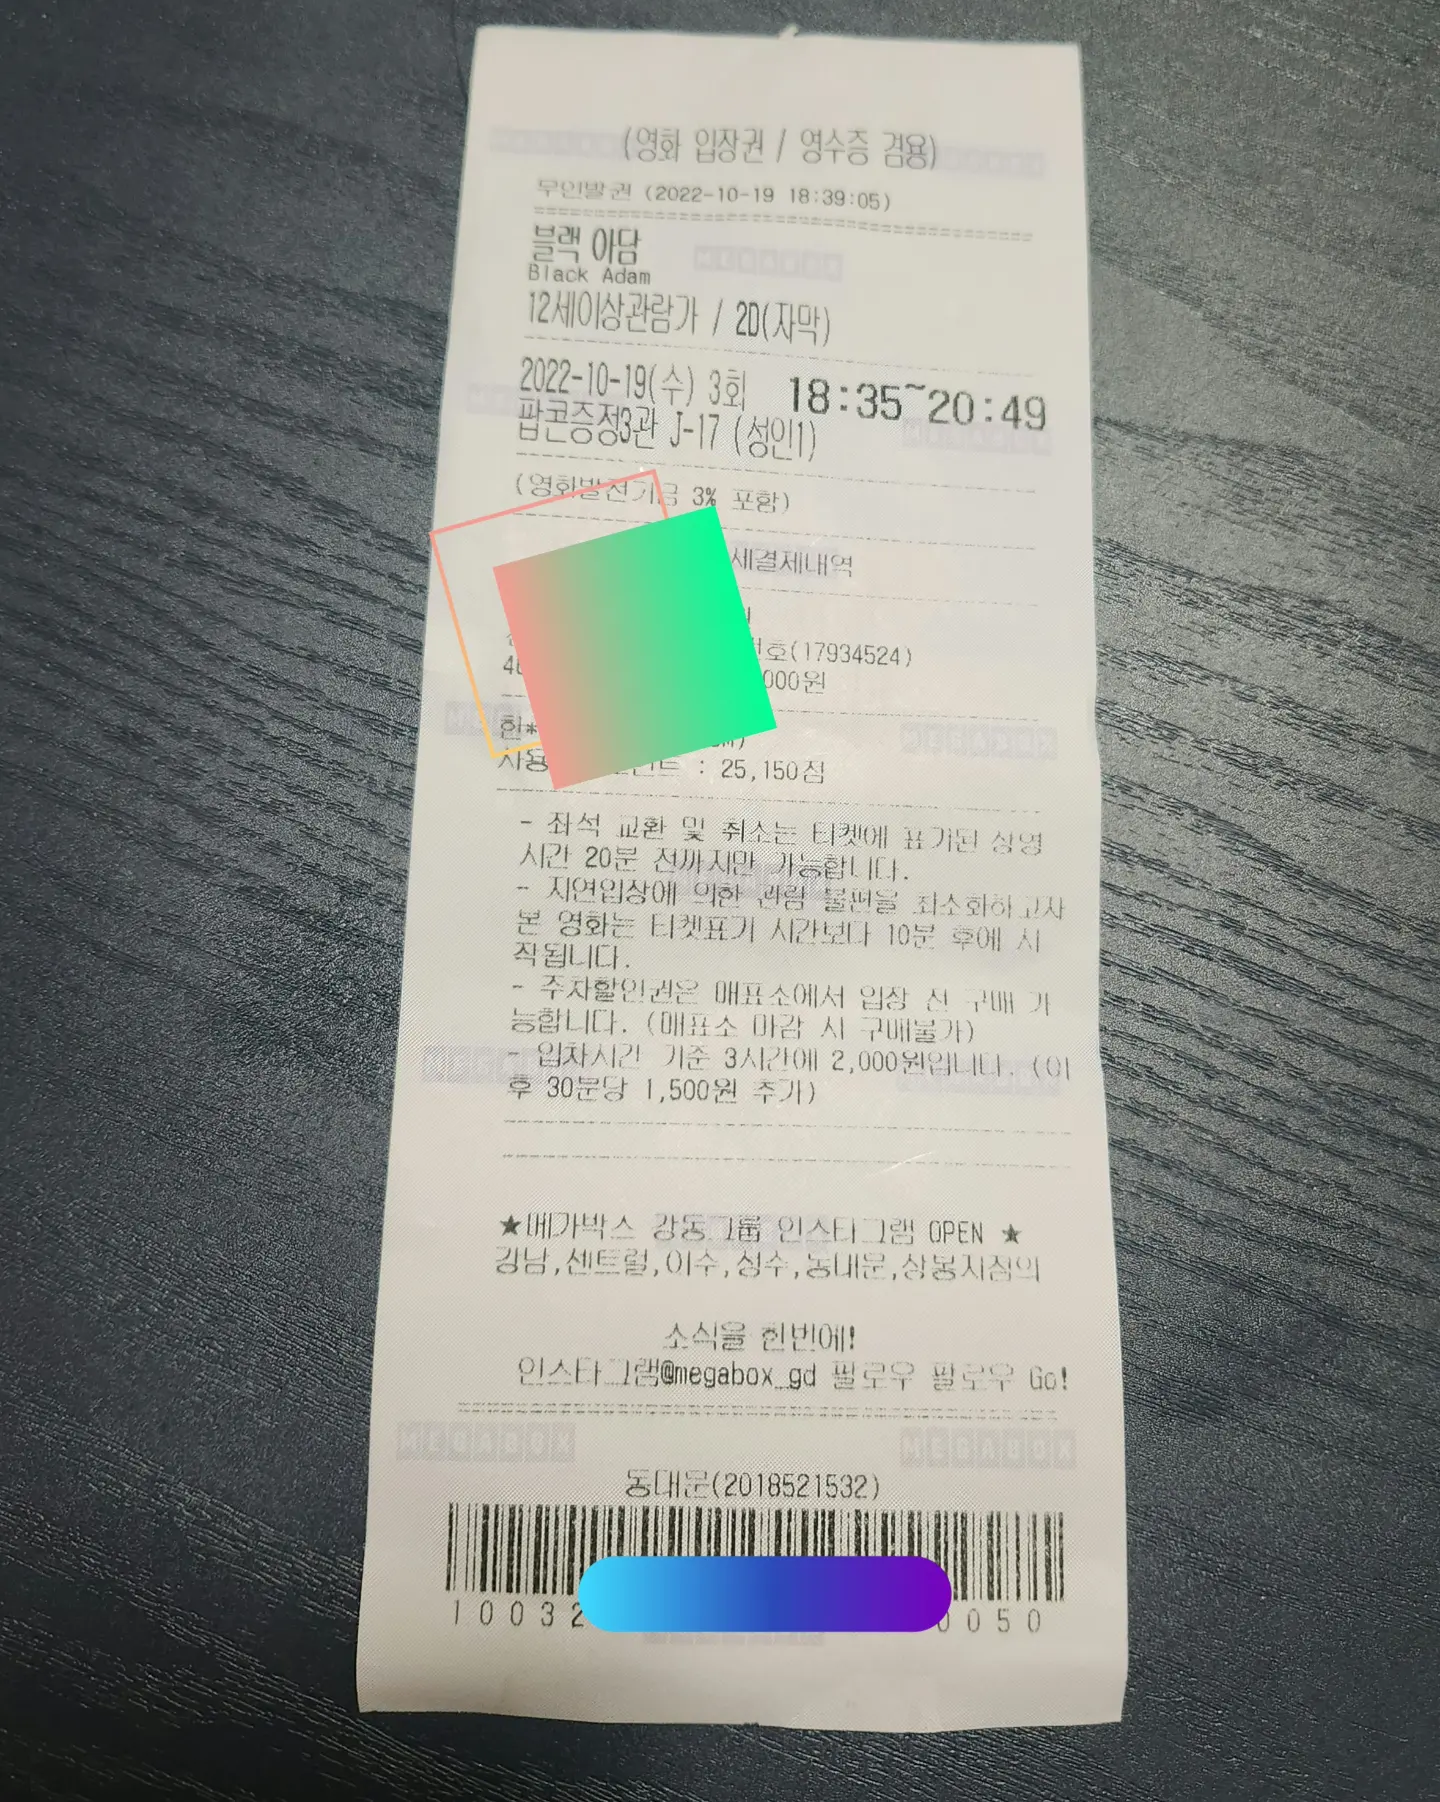 (영화 입장권 / 영수증 겸용)
무인발권 (2022-10-19 18:39:05)
블랙 아담
MEGABOX
Black Adam
12세이상관람가 / 2D(자막)
2022-10-19(수) 3회 18:35~20:49
팝콘증정3관 J-17 (성인1)
(영화발전기금 3% 포함)
세결제내역
번호(17934524)
000원
한*
사용 포인트 : 25,150점
- 좌석 교환 및 취소는 티켓에 표기된 상영
시간 20분 전까지만 가능합니다.
- 지연입장에 의한 관람 불편을 최소화하고자
본 영화는 티켓표기 시간보다 10분 후에 시
작됩니다.
- 주차할인권은 매표소에서 입장 전 구매 가
능합니다. (매표소 마감 시 구매불가)
- 입차시간 기준 3시간에 2,000원입니다. (이
후 30분당 1,500원 추가)
★메가박스 강동그룹 인스타그램 OPEN ★
강남,센트럴,이수,성수,동대문,상봉지점의
소식을 한번에!
인스타그램@megabox_gd 팔로우 팔로우 Go!
MEGABOX MEGABOX
동대문(2018521532)
10032 0050